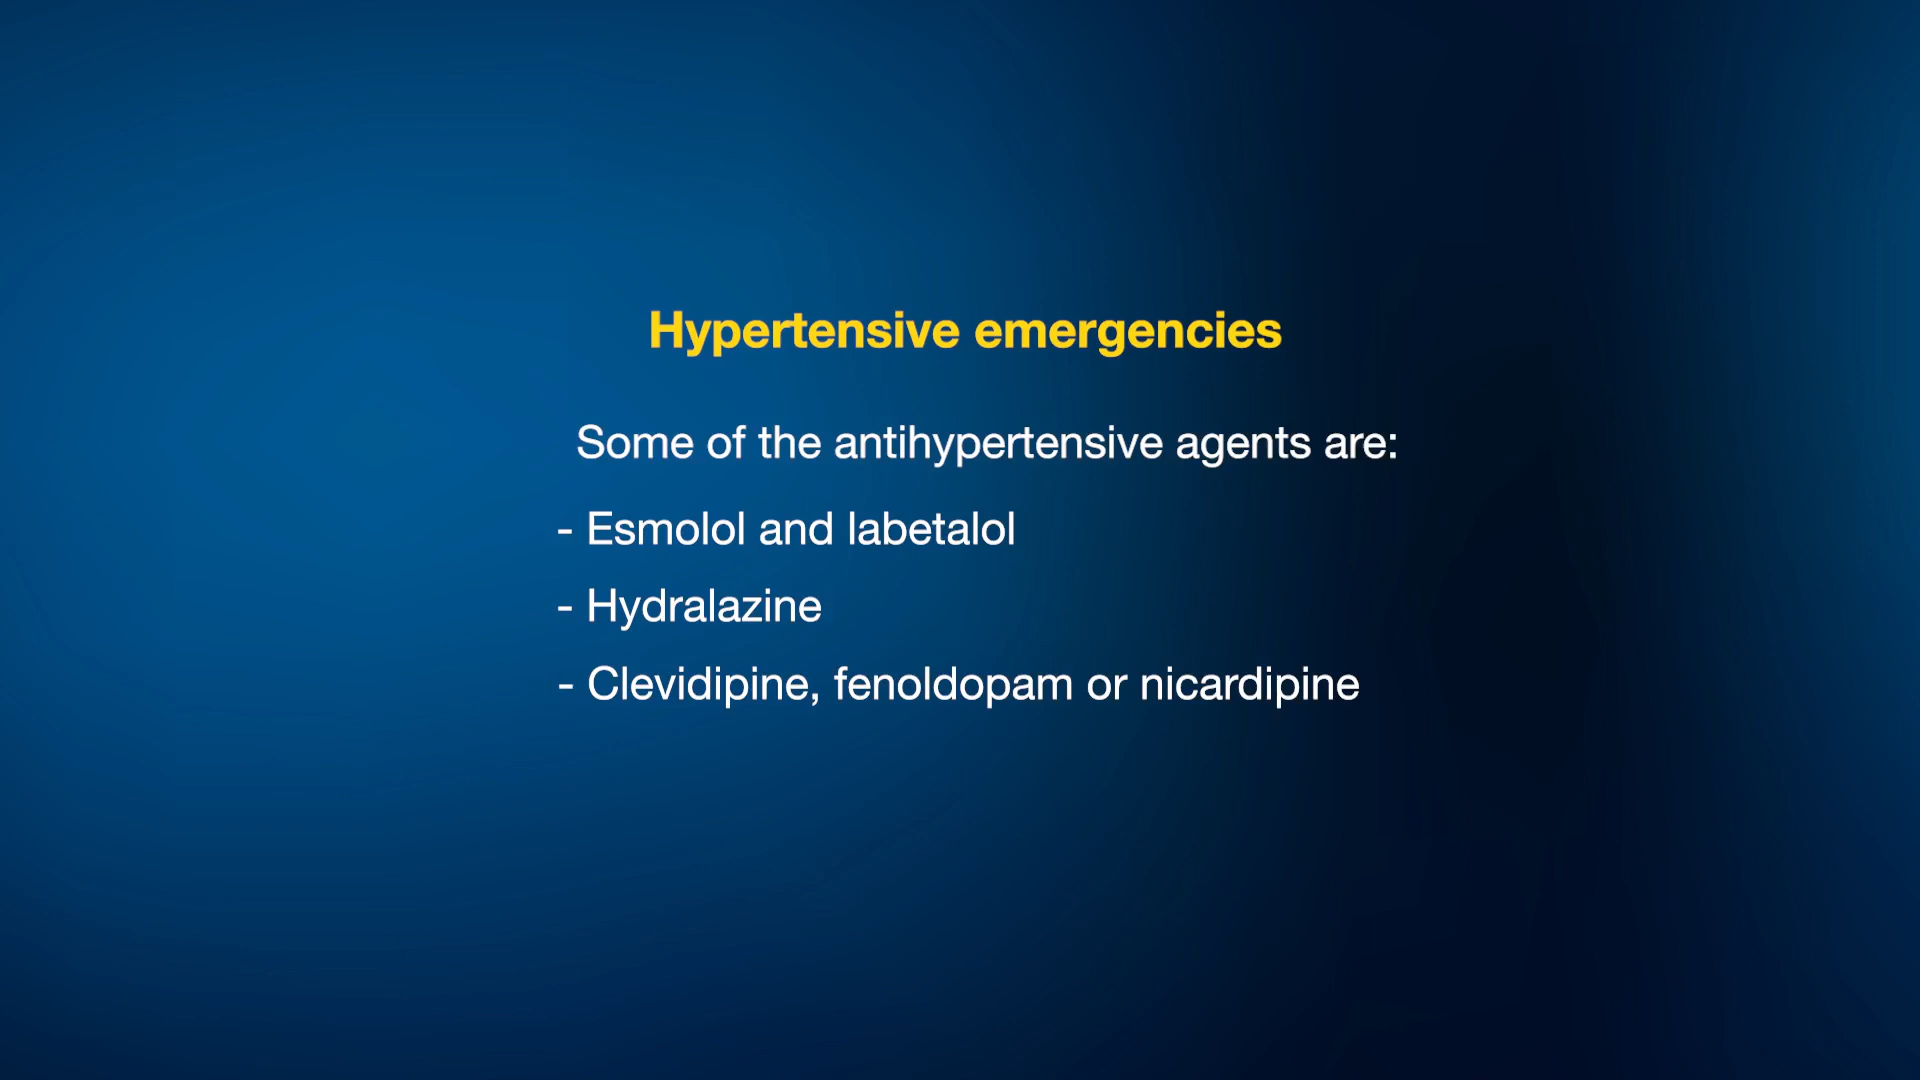 Hypertensive emergencies
Some of the antihypertensive agents are:
- Esmolol and labetalol
- Hydralazine
- Clevidipine, fenoldopam or nicardipine